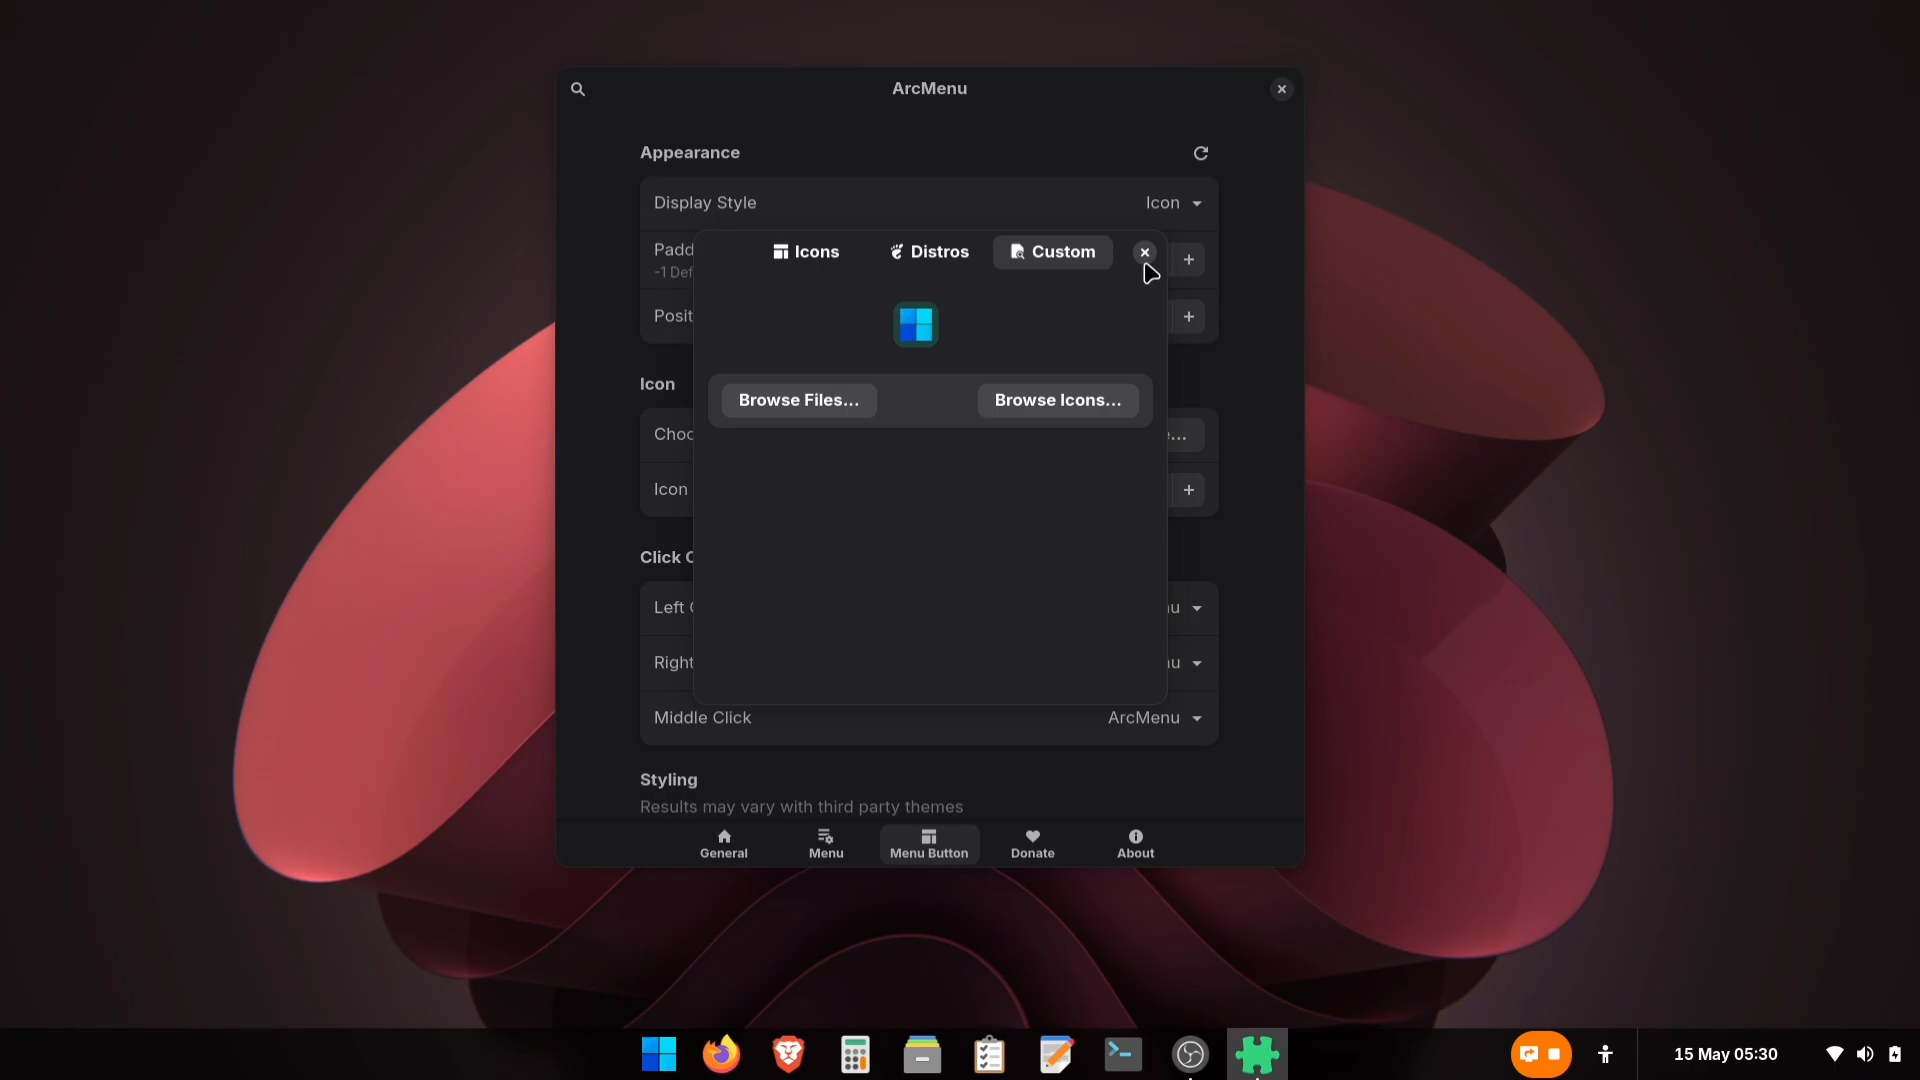 ArcMenu
Appearance
Display Style Icon
Icons Distros Custom
Padd
-1 Def
Posit
Browse Files... Browse Icons...
Icon
Choo
Icon
Click C
Left
Right
Middle Click ArcMenu
Styling
Results may vary with third party themes
General Menu Menu Button Donate About
15 May 05:30